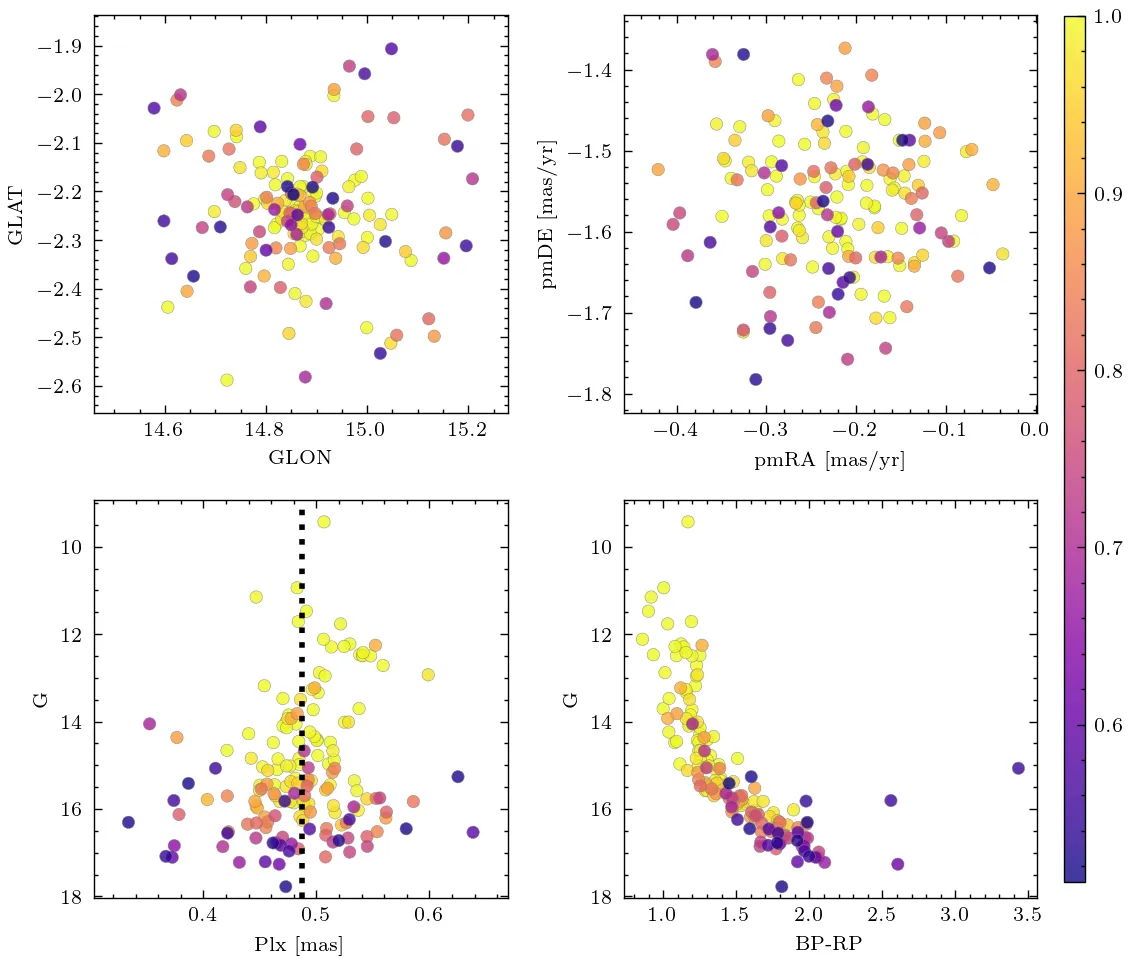 −1.9
−2.0
−2.1
−2.2
−2.3
−2.4
−2.5
−2.6
GLAT
14.6 14.8 15.0 15.2
GLON
−1.4
−1.5
−1.6
−1.7
−1.8
pmDE [mas/yr]
−0.4 −0.3 −0.2 −0.1 0.0
pmRA [mas/yr]
10
12
14
16
18
G
0.4 0.5 0.6
Plx [mas]
10
12
14
16
18
G
1.0 1.5 2.0 2.5 3.0 3.5
BP-RP
1.0
0.9
0.8
0.7
0.6